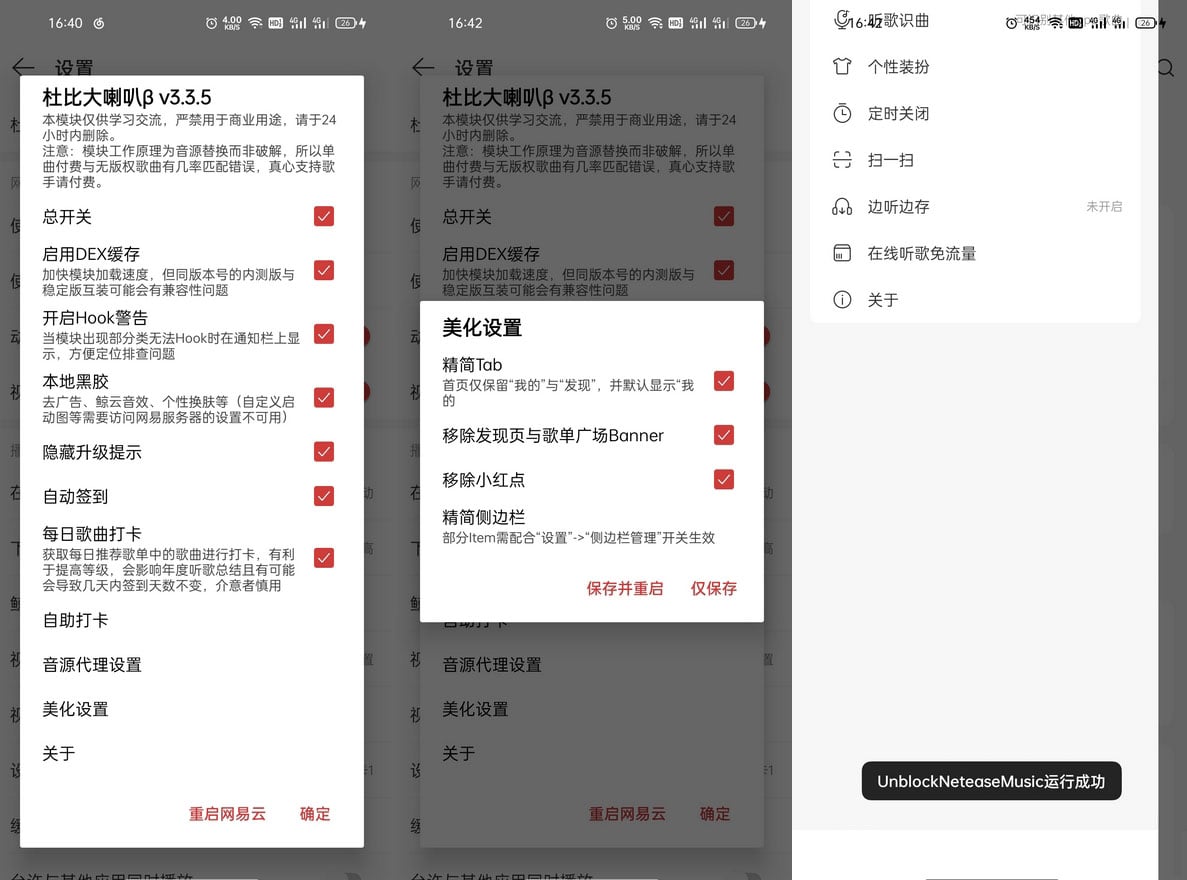 16:40
4.00
KB/S
HD
4G
4G
26
设置
杜比大喇叭β v3.3.5
本模块仅供学习交流，严禁用于商业用途，请于24
小时内删除。
注意：模块工作原理为音源替换而非破解，所以单
曲付费与无版权歌曲有几率匹配错误，真心支持歌
手请付费。
总开关
启用DEX缓存
加快模块加载速度，但同版本号的内测版与
稳定版互装可能会有兼容性问题
开启Hook警告
当模块出现部分类无法Hook时在通知栏上显
示，方便定位排查问题
本地黑胶
去广告、鲸云音效、个性换肤等（自定义启
动图等需要访问网易服务器的设置不可用）
隐藏升级提示
自动签到
每日歌曲打卡
获取每日推荐歌单中的歌曲进行打卡，有利
于提高等级，会影响年度听歌总结且有可能
会导致几天内签到天数不变，介意者慎用
自助打卡
音源代理设置
美化设置
关于
重启网易云
确定
允许与其他应用同时播放
16:42
5.00
KB/S
HD
4G
4G
26
设置
杜比大喇叭β v3.3.5
本模块仅供学习交流，严禁用于商业用途，请于24
小时内删除。
注意：模块工作原理为音源替换而非破解，所以单
曲付费与无版权歌曲有几率匹配错误，真心支持歌
手请付费。
总开关
启用DEX缓存
加快模块加载速度，但同版本号的内测版与
稳定版互装可能会有兼容性问题
美化设置
精简Tab
首页仅保留“我的”与“发现”，并默认显示“我
的
移除发现页与歌单广场Banner
移除小红点
精简侧边栏
部分Item需配合“设置”->“侧边栏管理”开关生效
保存并重启
仅保存
自助打卡
音源代理设置
美化设置
关于
重启网易云
确定
允许与其他应用同时播放
16:42
454
KB/S
HD
26
听歌识曲
个性装扮
定时关闭
扫一扫
边听边存
未开启
在线听歌免流量
关于
UnblockNeteaseMusic运行成功